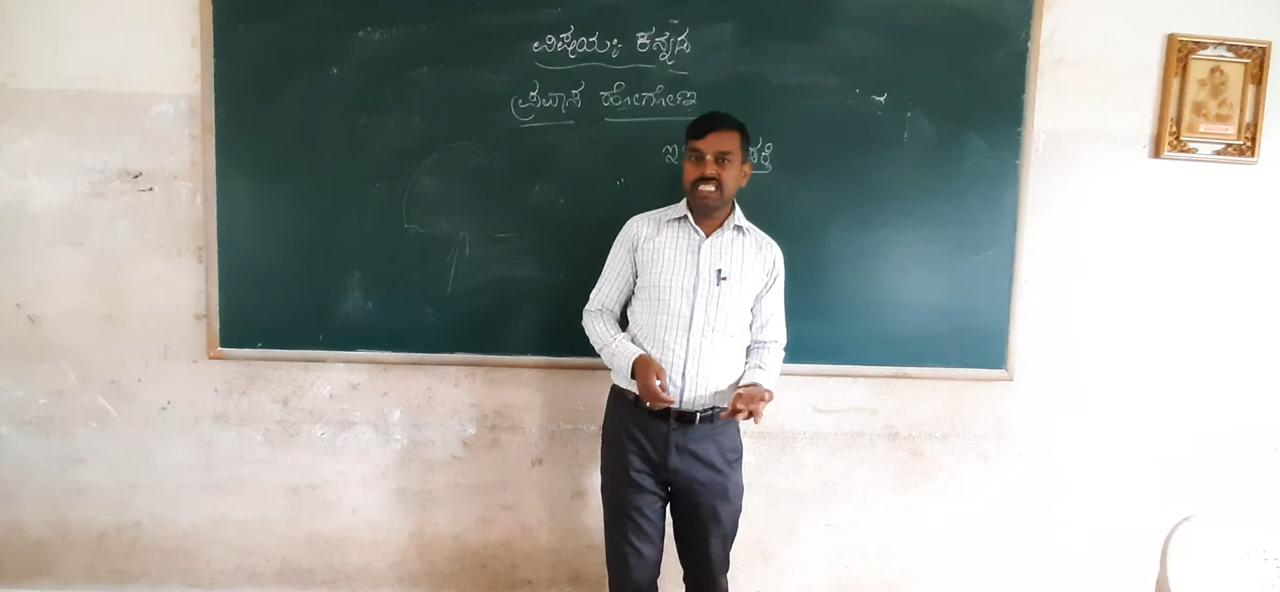 ವಿಷಯ: ಕನ್ನಡ
ಪ್ರವಾಸ ಹೋಗೋಣ